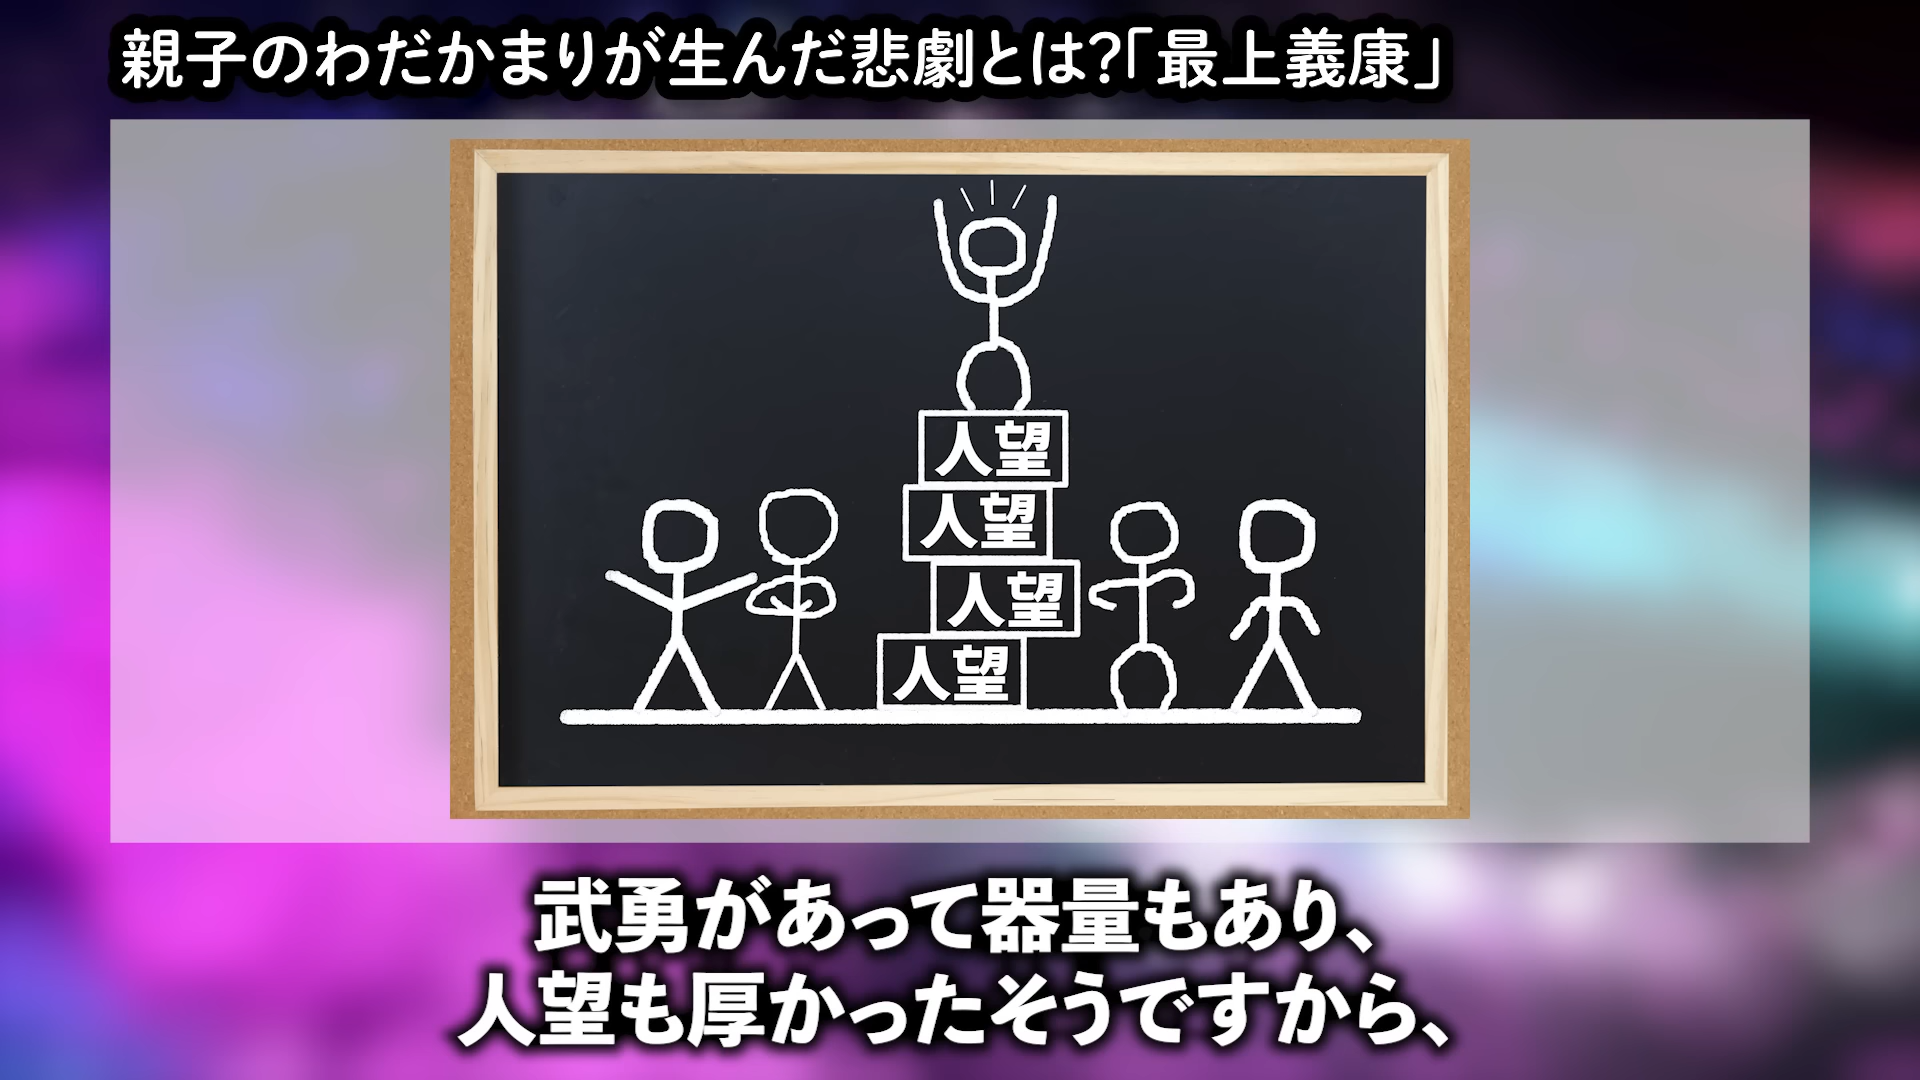 親子のわだかまりが生んだ悲劇とは?「最上義康」
人望
人望
人望
人望
武勇があって器量もあり、
人望も厚かったそうですから、